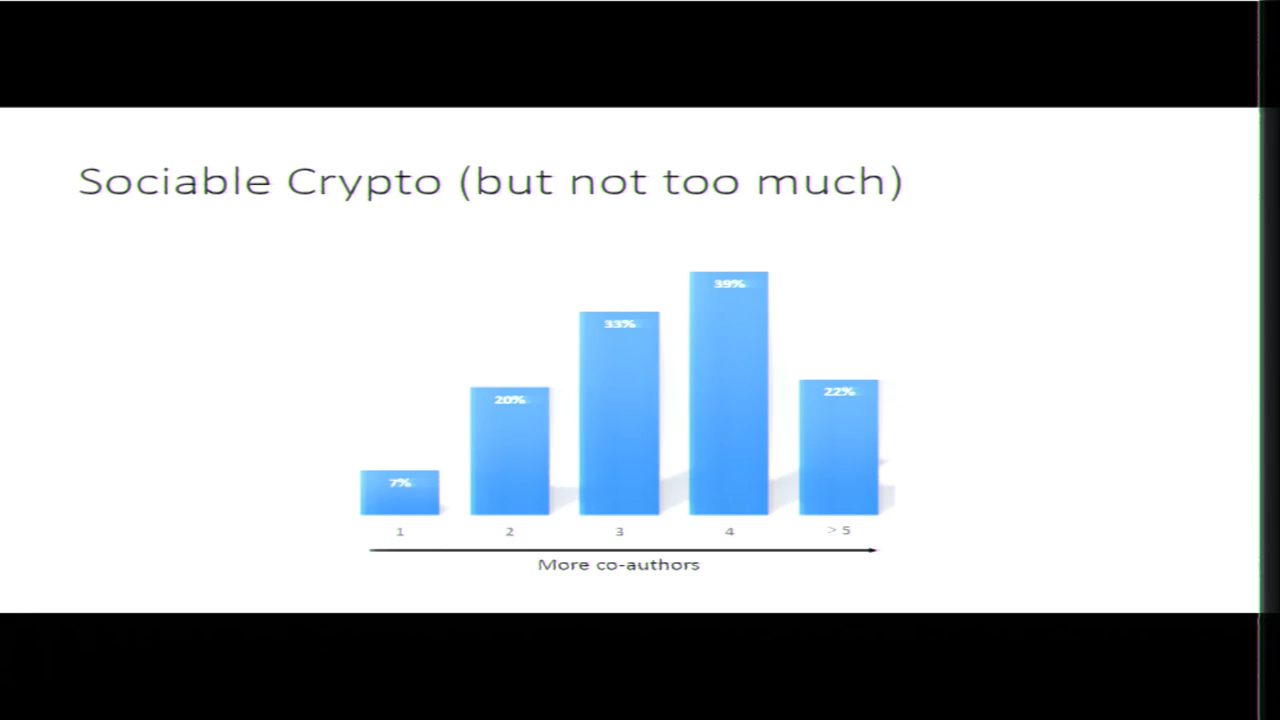 Sociable Crypto (but not too much)
39%
33%
22%
20%
7%
1 2 3 4 > 5
More co-authors